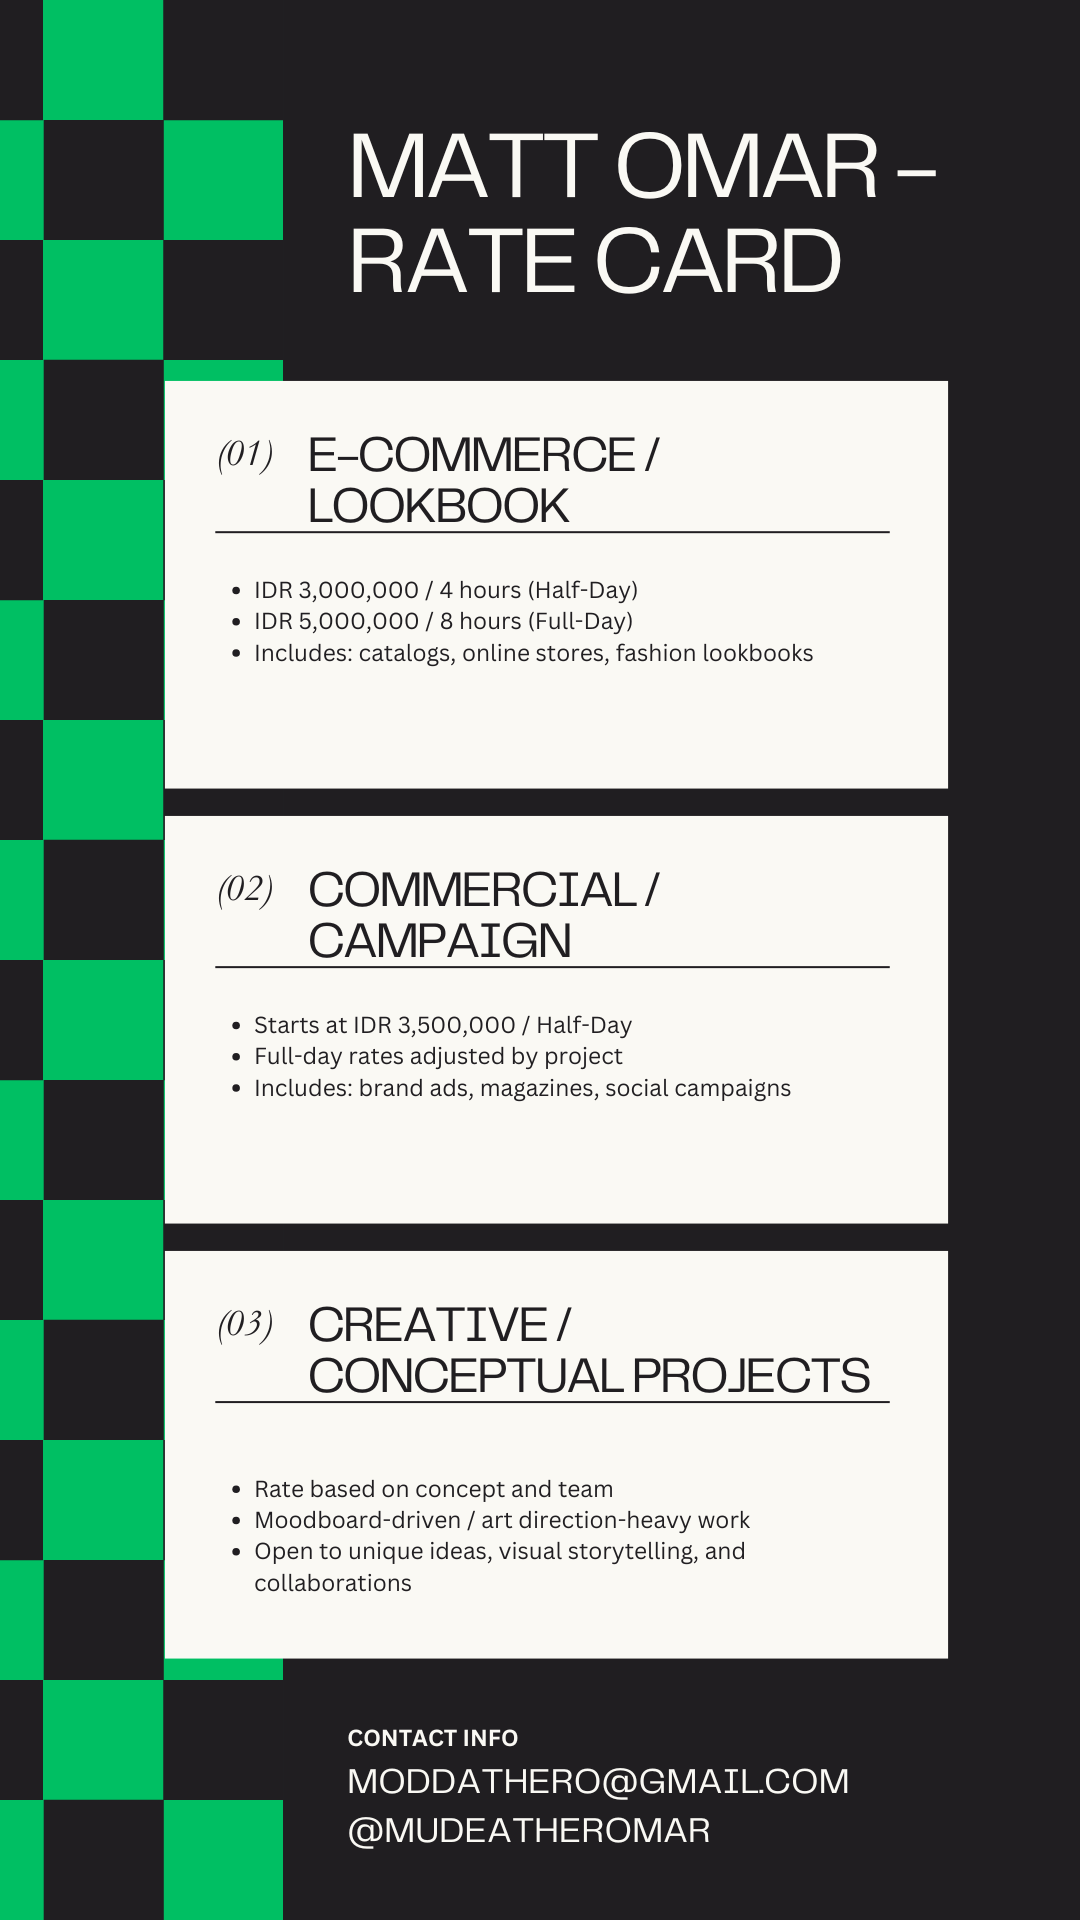 MATT OMAR –
RATE CARD
(01) E-COMMERCE /
LOOKBOOK
• IDR 3,000,000 / 4 hours (Half-Day)
• IDR 5,000,000 / 8 hours (Full-Day)
• Includes: catalogs, online stores, fashion lookbooks
(02) COMMERCIAL /
CAMPAIGN
• Starts at IDR 3,500,000 / Half-Day
• Full-day rates adjusted by project
• Includes: brand ads, magazines, social campaigns
(03) CREATIVE /
CONCEPTUAL PROJECTS
• Rate based on concept and team
• Moodboard-driven / art direction-heavy work
• Open to unique ideas, visual storytelling, and
collaborations
CONTACT INFO
MODDATHERO@GMAIL.COM
@MUDEATHEROMAR